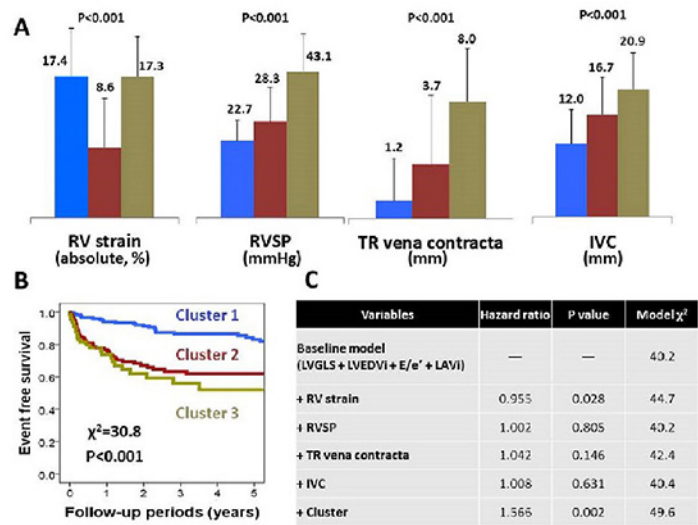 A
P<0.001
P<0.001
P<0.001
P<0.001
17.4
8.6
17.3
22.7
28.3
43.1
1.2
3.7
8.0
12.0
16.7
20.9
RV strain
(absolute, %)
RVSP
(mmHg)
TR vena contracta
(mm)
IVC
(mm)
B
Event free survival
1.0
0.8
0.6
0.4
0.2
0.0
Cluster 1
Cluster 2
Cluster 3
χ²=30.8
P<0.001
0 1 2 3 4 5
Follow-up periods (years)
C
Variables Hazard ratio P value Model χ²
Baseline model
(LVGLS + LVEDVi + E/e′ + LAVi) — — 40.2
+ RV strain 0.955 0.028 44.7
+ RVSP 1.002 0.805 40.2
+ TR vena contracta 1.042 0.146 42.4
+ IVC 1.008 0.631 40.4
+ Cluster 1.566 0.002 49.6